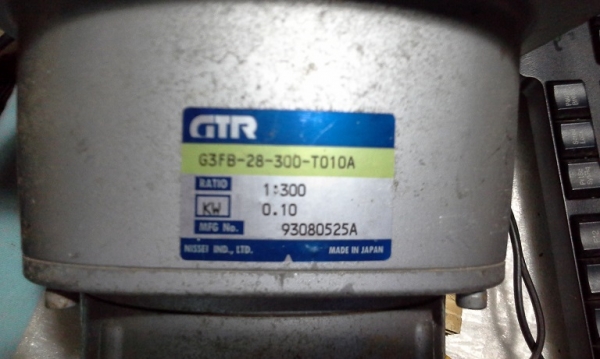 GTR
G3FB-28-300-T010A
RATIO 1:300
KW 0.10
MFG No. 93080525A
NISSEI IND., LTD. MADE IN JAPAN